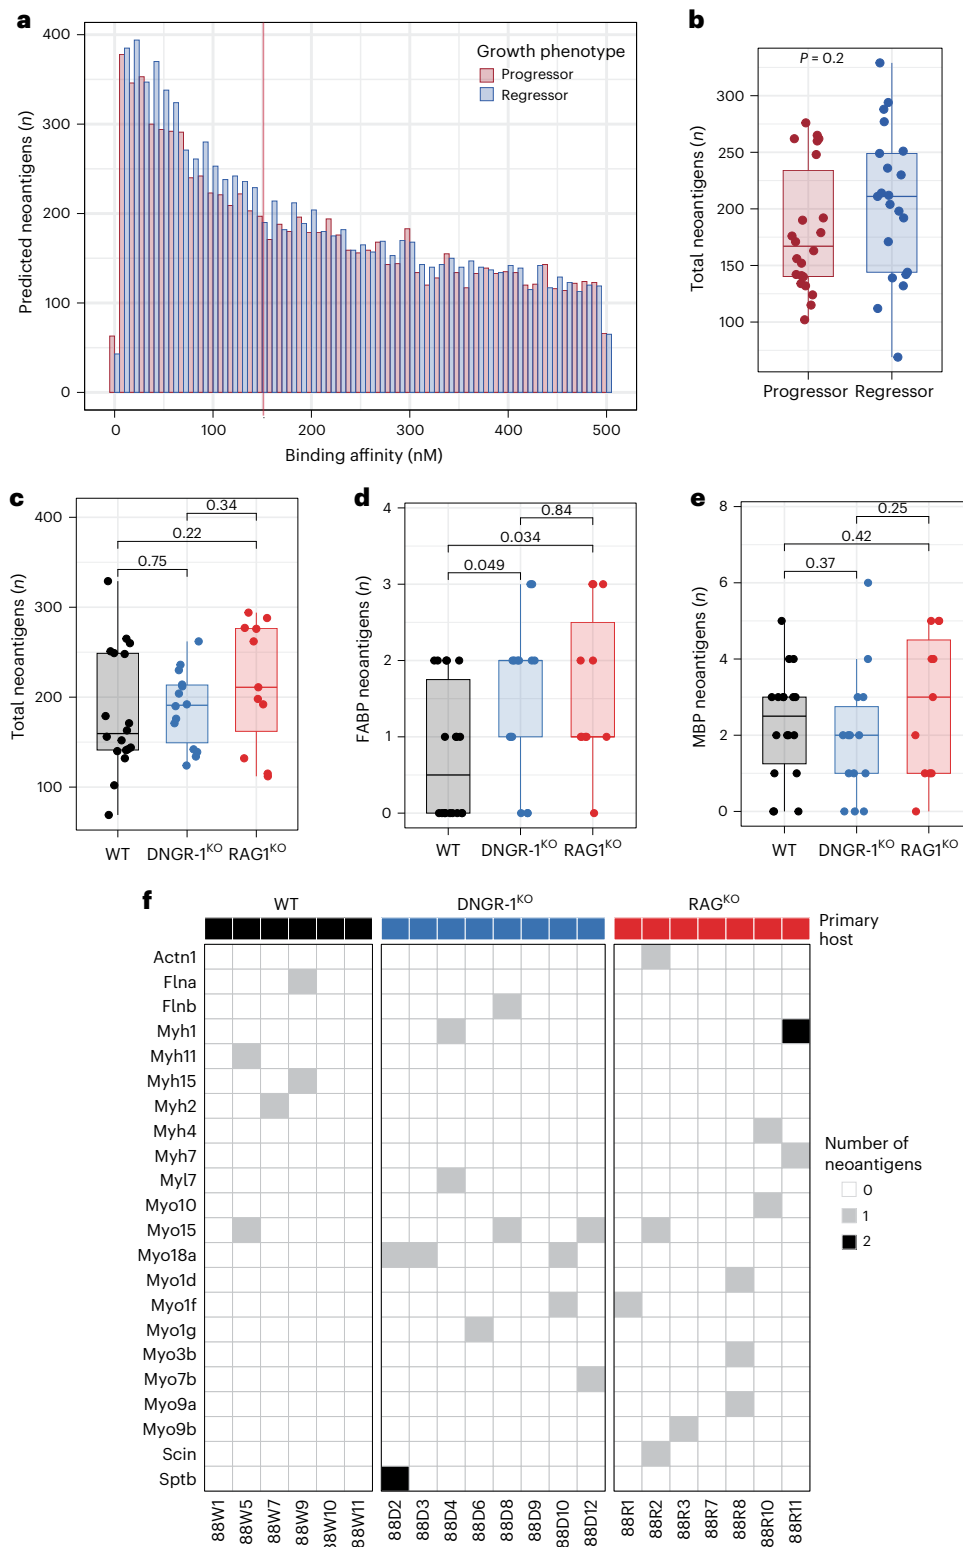 a
400
300
200
100
0
Predicted neoantigens (n)
Growth phenotype
Progressor
Regressor
0 100 200 300 400 500
Binding affinity (nM)
b
P = 0.2
300
250
200
150
100
Total neoantigens (n)
Progressor Regressor
c
0.34
0.22
0.75
400
300
200
100
Total neoantigens (n)
WT DNGR-1KO RAG1KO
d
0.84
0.034
0.049
4
3
2
1
0
FABP neoantigens (n)
WT DNGR-1KO RAG1KO
e
0.25
0.42
0.37
8
6
4
2
0
MBP neoantigens (n)
WT DNGR-1KO RAG1KO
f
WT DNGR-1KO RAGKO
Primary
host
Actn1
Flna
Flnb
Myh1
Myh11
Myh15
Myh2
Myh4
Myh7
Myl7
Myo10
Myo15
Myo18a
Myo1d
Myo1f
Myo1g
Myo3b
Myo7b
Myo9a
Myo9b
Scin
Sptb
Number of
neoantigens
0
1
2
88W1 88W5 88W7 88W9 88W10 88W11 88D2 88D3 88D4 88D6 88D8 88D9 88D10 88D12 88R1 88R2 88R3 88R7 88R8 88R10 88R11